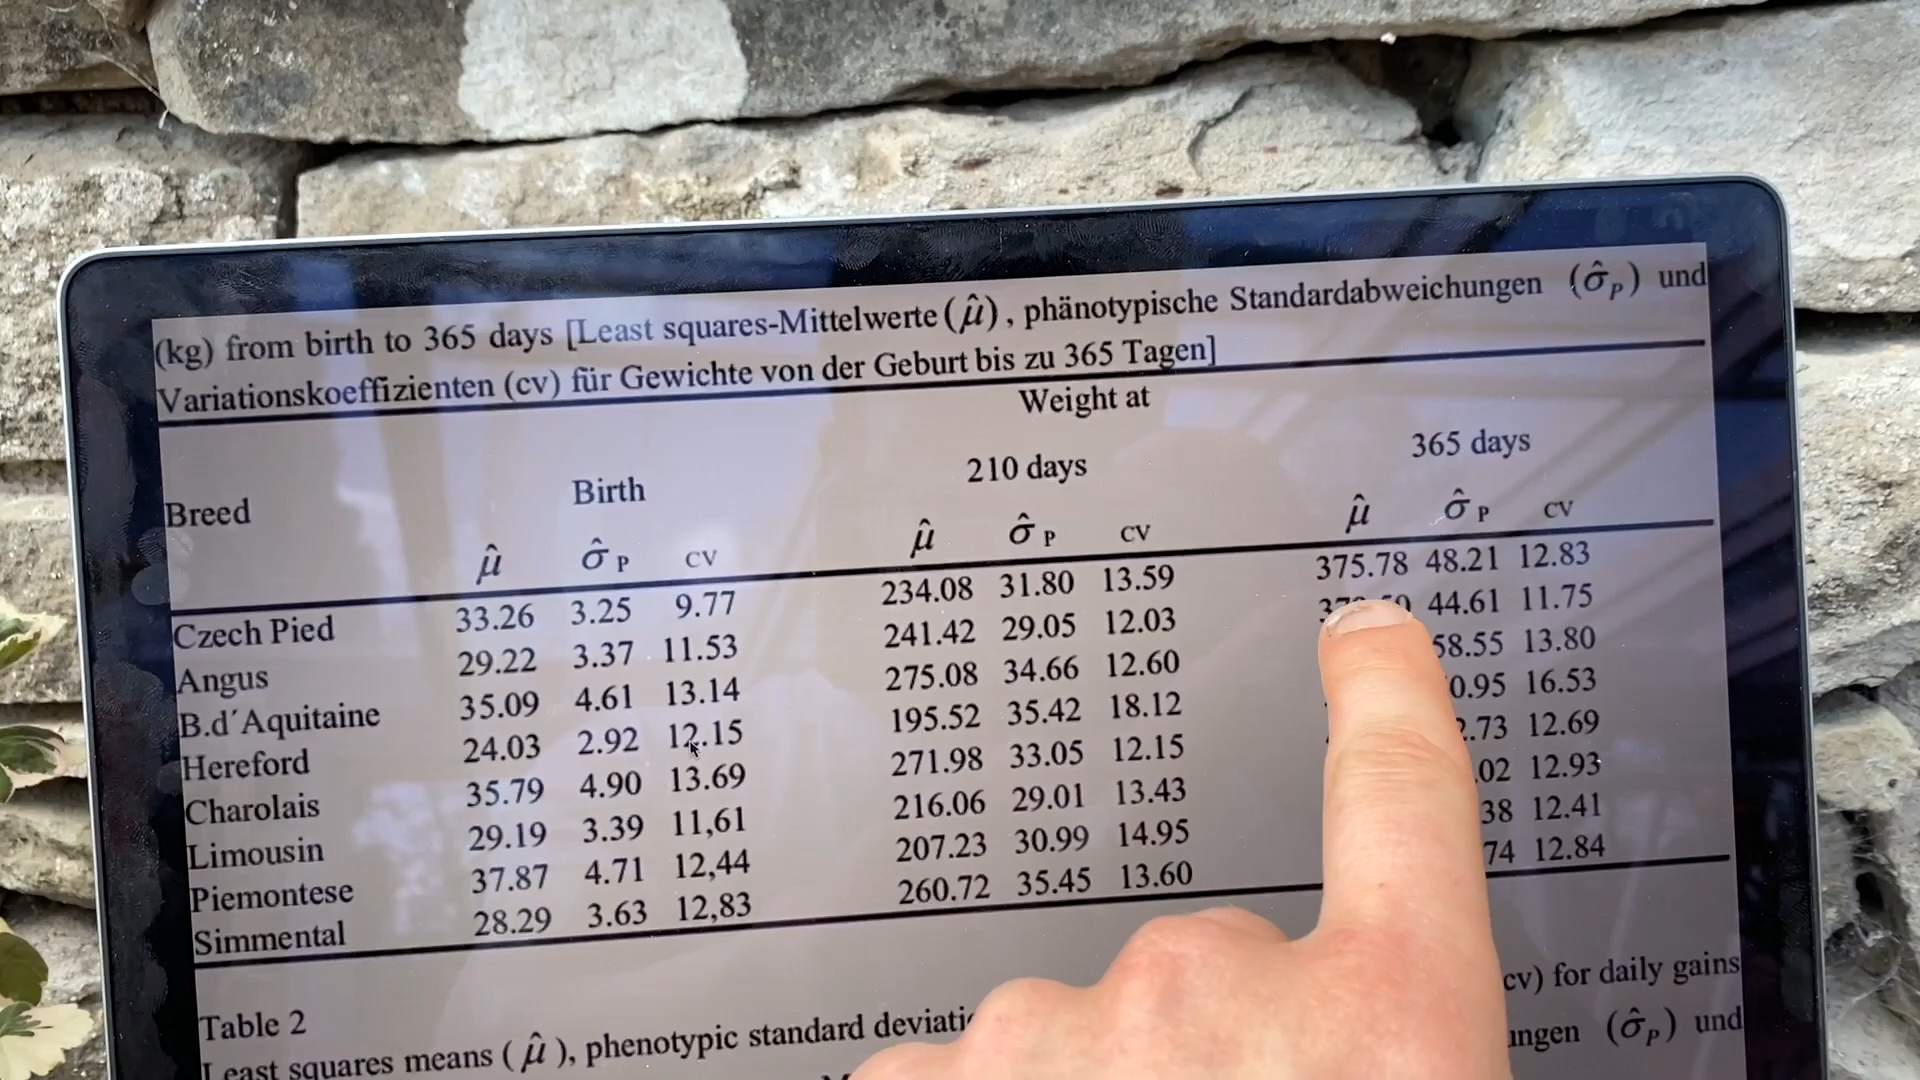 (kg) from birth to 365 days [Least squares-Mittelwerte (μ̂), phänotypische Standardabweichungen (σ̂P) und
Variationskoeffizienten (cv) für Gewichte von der Geburt bis zu 365 Tagen]
Weight at
Breed Birth 210 days 365 days
μ̂ σ̂ P cv μ̂ σ̂ P cv μ̂ σ̂ P cv
Czech Pied 33.26 3.25 9.77 234.08 31.80 13.59 375.78 48.21 12.83
Angus 29.22 3.37 11.53 241.42 29.05 12.03 44.61 11.75
B.d´Aquitaine 35.09 4.61 13.14 275.08 34.66 12.60 58.55 13.80
Hereford 24.03 2.92 12.15 195.52 35.42 18.12 0.95 16.53
Charolais 35.79 4.90 13.69 271.98 33.05 12.15 2.73 12.69
Limousin 29.19 3.39 11,61 216.06 29.01 13.43 .02 12.93
Piemontese 37.87 4.71 12,44 207.23 30.99 14.95 38 12.41
Simmental 28.29 3.63 12,83 260.72 35.45 13.60 74 12.84
Table 2
Least squares means (μ̂), phenotypic standard cv) for daily gains
(σ̂P) und